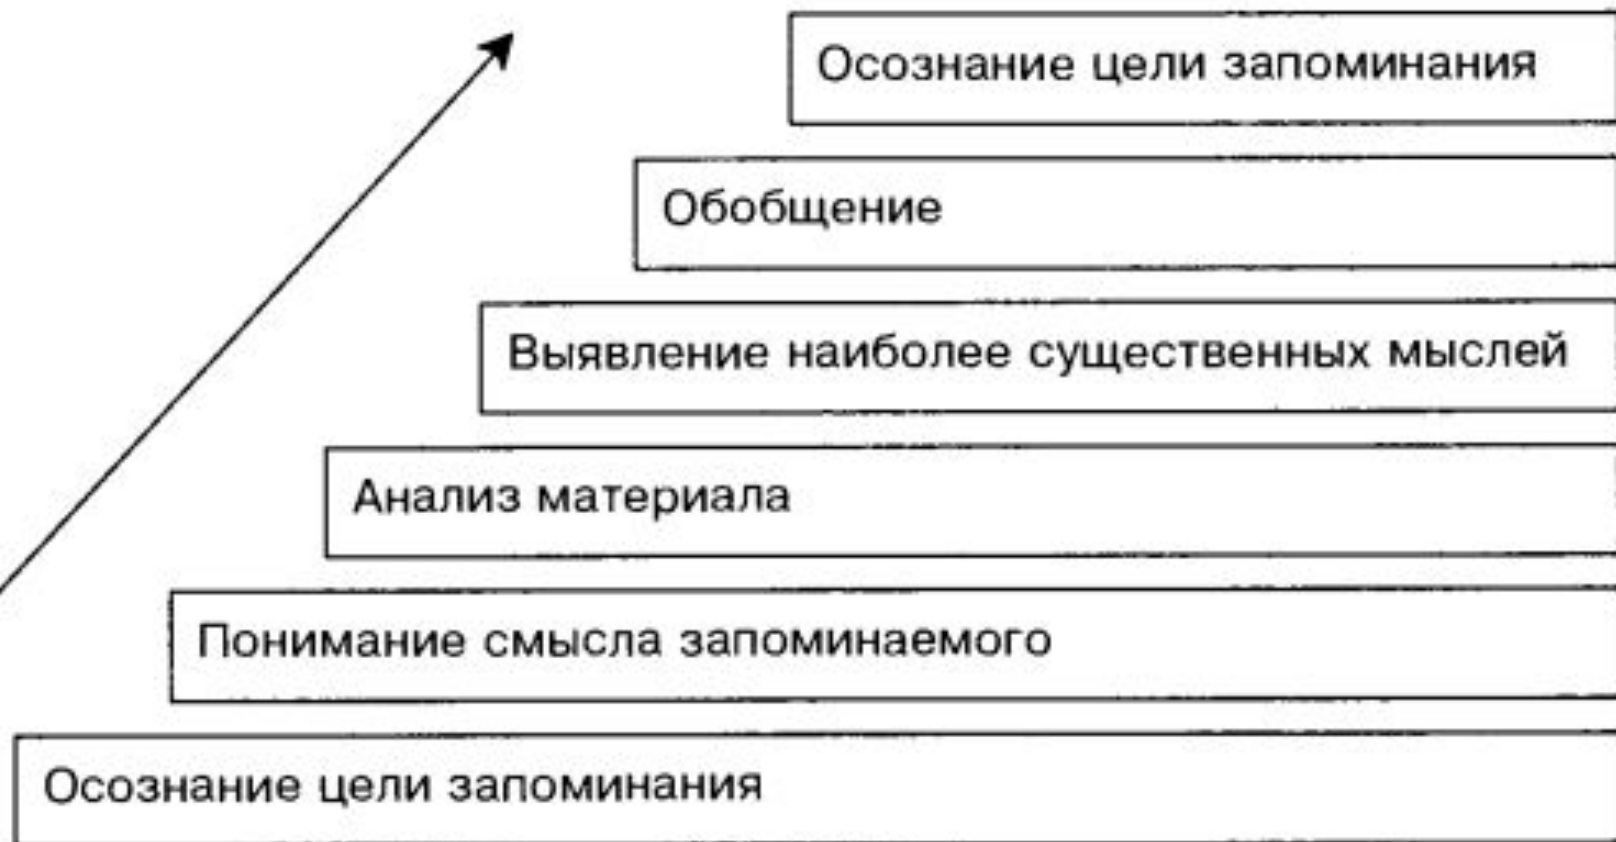 Осознание цели запоминания
Обобщение
Выявление наиболее существенных мыслей
Анализ материала
Понимание смысла запоминаемого
Осознание цели запоминания